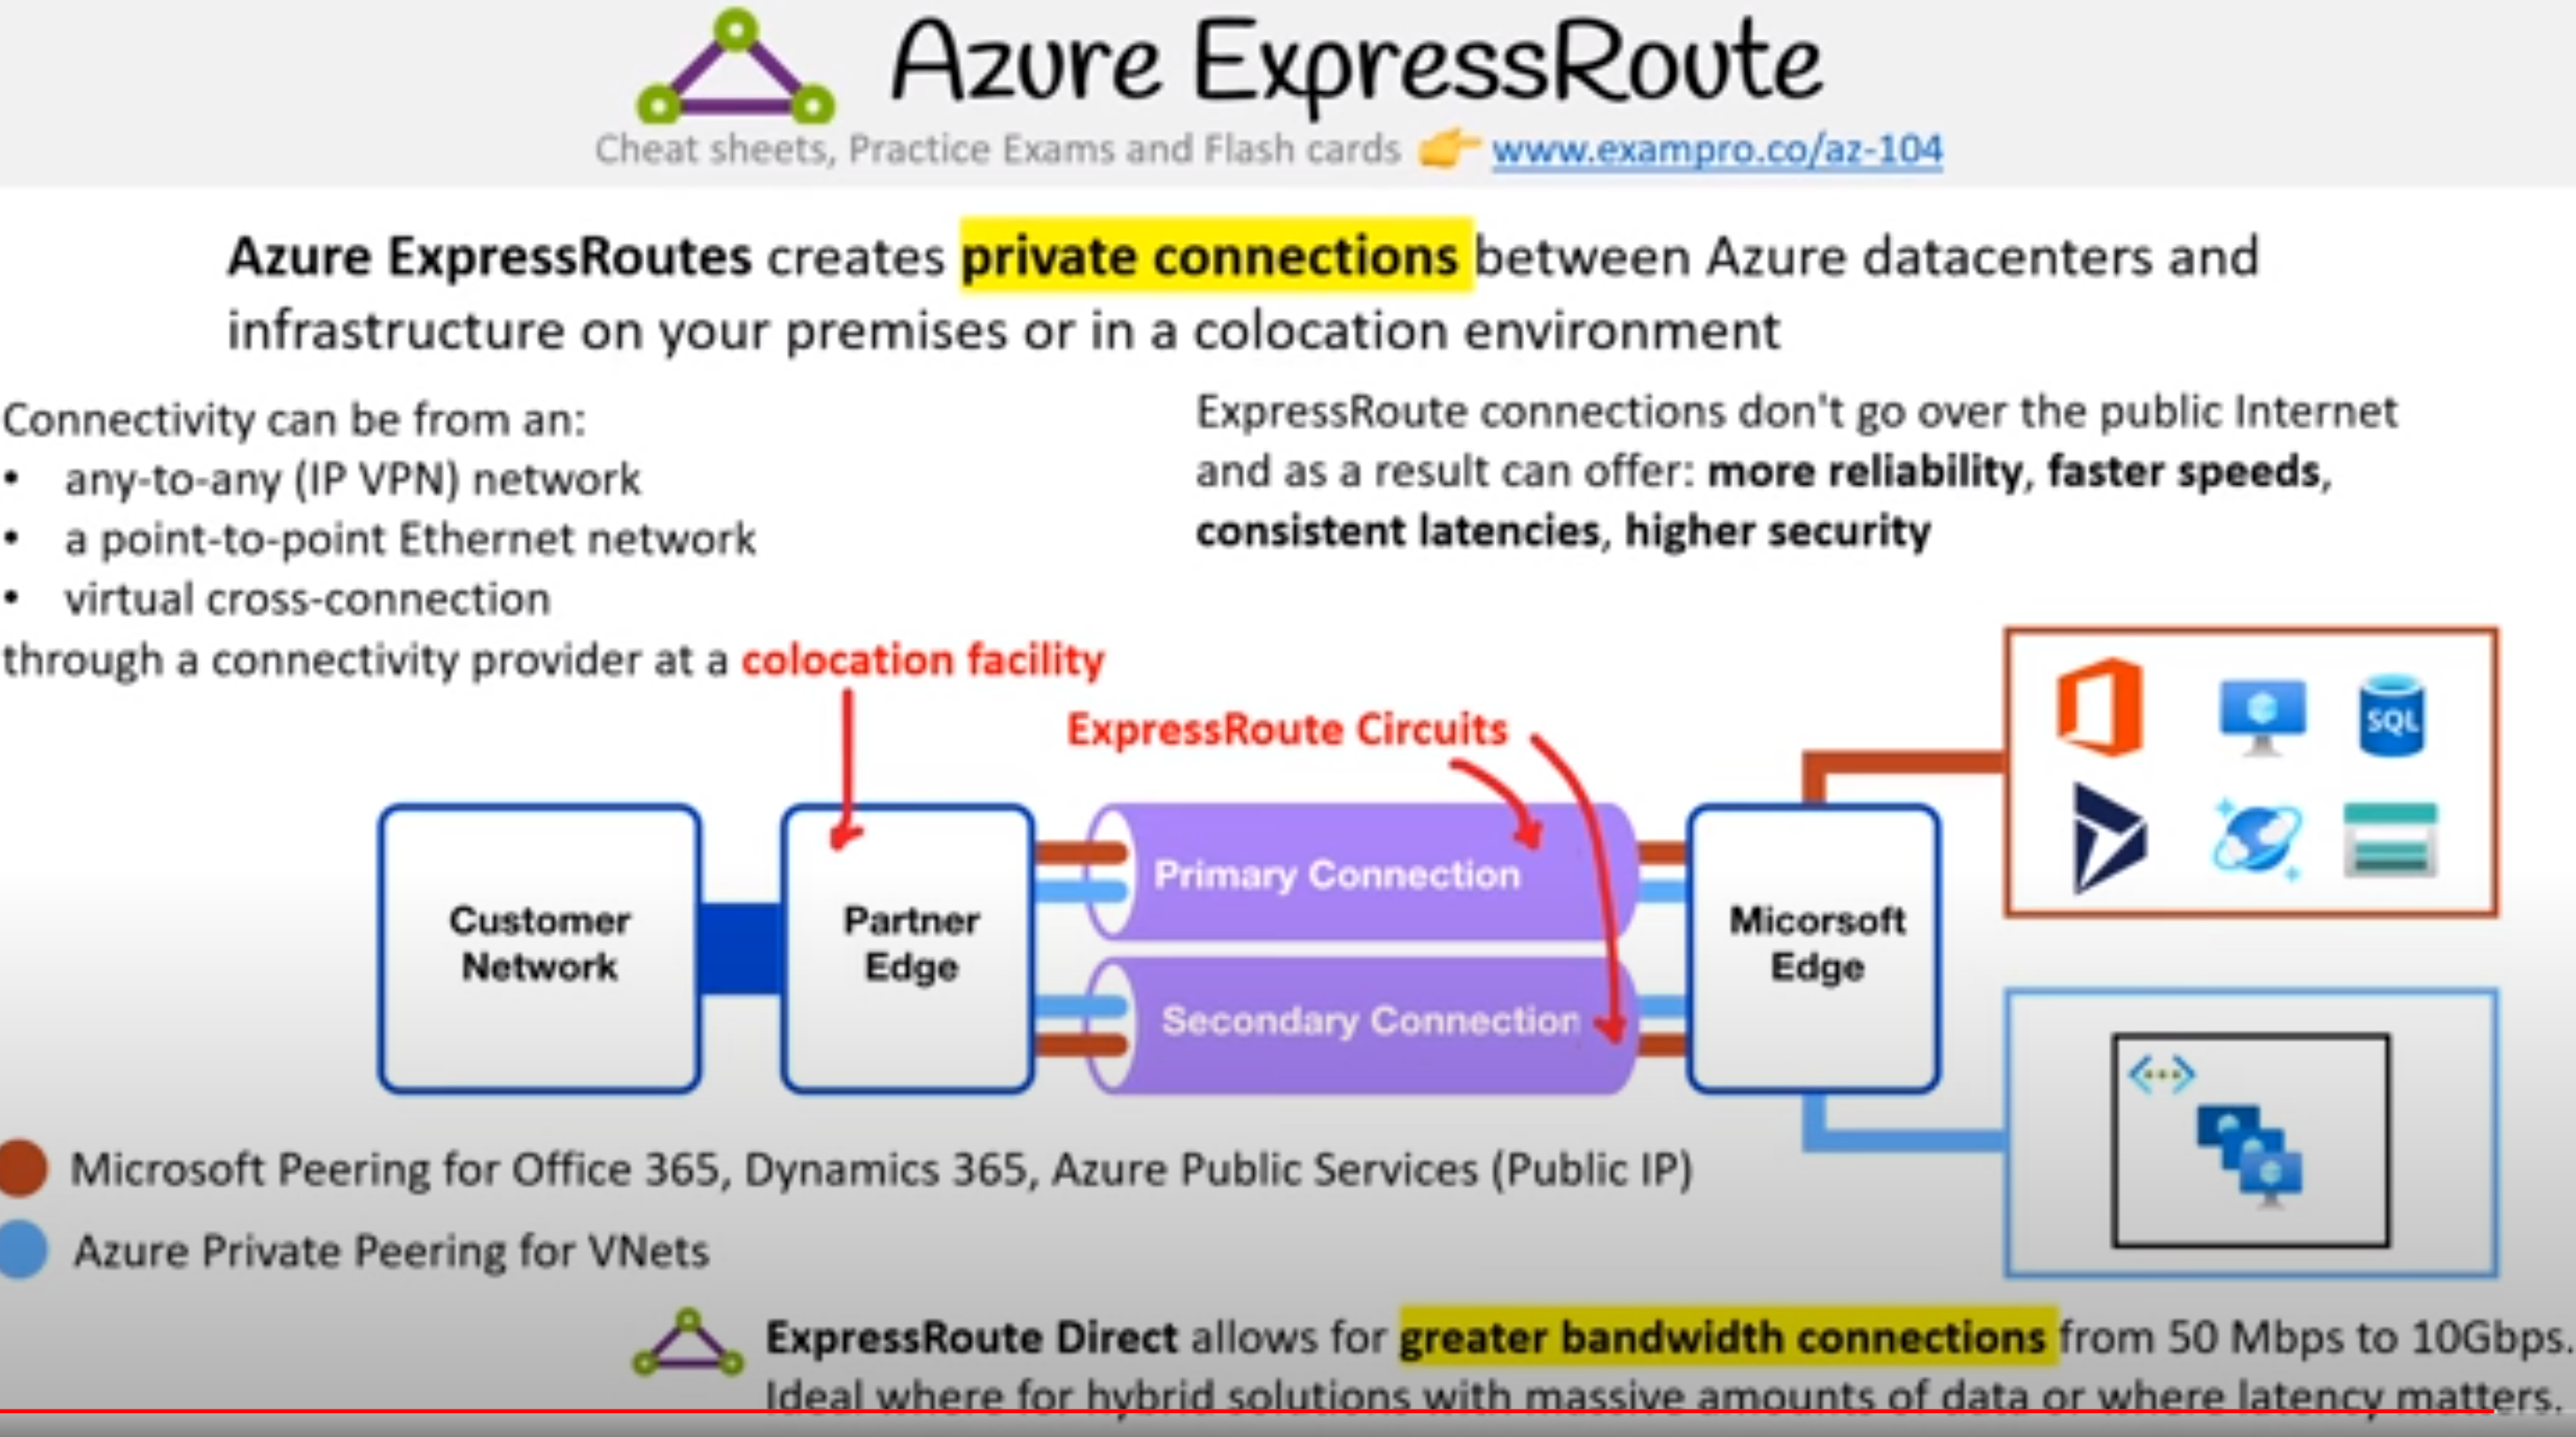 Azure ExpressRoute
Cheat sheets, Practice Exams and Flash cards 👉 www.exampro.co/az-104
Azure ExpressRoutes creates private connections between Azure datacenters and
infrastructure on your premises or in a colocation environment
Connectivity can be from an:
• any-to-any (IP VPN) network
• a point-to-point Ethernet network
• virtual cross-connection
through a connectivity provider at a colocation facility
ExpressRoute connections don't go over the public Internet
and as a result can offer: more reliability, faster speeds,
consistent latencies, higher security
ExpressRoute Circuits
Customer
Network
Partner
Edge
Primary Connection
Secondary Connection
Micorsoft
Edge
SQL
Microsoft Peering for Office 365, Dynamics 365, Azure Public Services (Public IP)
Azure Private Peering for VNets
ExpressRoute Direct allows for greater bandwidth connections from 50 Mbps to 10Gbps.
Ideal where for hybrid solutions with massive amounts of data or where latency matters.